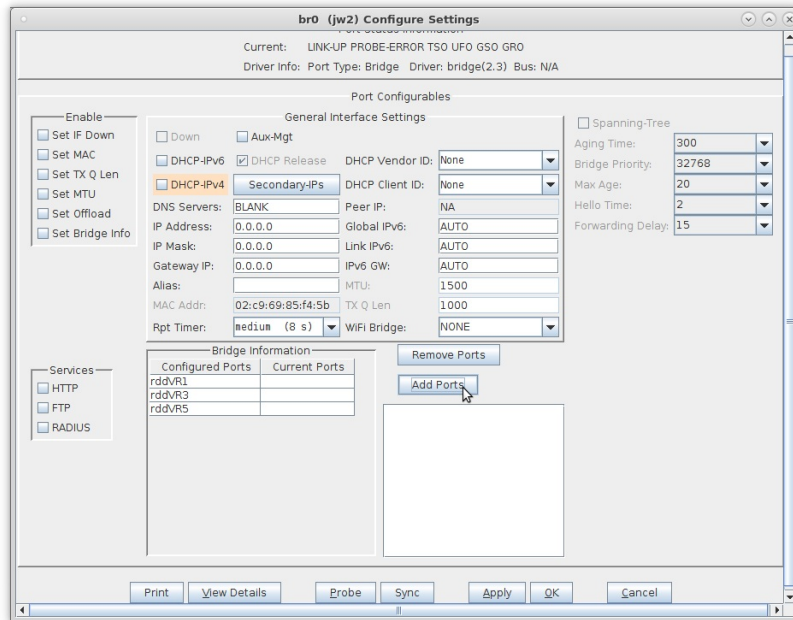 br0 (jw2) Configure Settings
Port Status Information
Current: LINK-UP PROBE-ERROR TSO UFO GSO GRO
Driver Info: Port Type: Bridge Driver: bridge(2.3) Bus: N/A
Port Configurables
Enable
Set IF Down
Set MAC
Set TX Q Len
Set MTU
Set Offload
Set Bridge Info
General Interface Settings
Down Aux-Mgt
DHCP-IPv6 DHCP Release DHCP Vendor ID: None
DHCP-IPv4 Secondary-IPs DHCP Client ID: None
DNS Servers: BLANK Peer IP: NA
IP Address: 0.0.0.0 Global IPv6: AUTO
IP Mask: 0.0.0.0 Link IPv6: AUTO
Gateway IP: 0.0.0.0 IPv6 GW: AUTO
Alias: MTU: 1500
MAC Addr: 02:c9:69:85:f4:5b TX Q Len 1000
Rpt Timer: medium (8 s) WiFi Bridge: NONE
Spanning-Tree
Aging Time: 300
Bridge Priority: 32768
Max Age: 20
Hello Time: 2
Forwarding Delay: 15
Services
HTTP
FTP
RADIUS
Bridge Information
Configured Ports Current Ports
rddVR1
rddVR3
rddVR5
Remove Ports
Add Ports
Print View Details Probe Sync Apply OK Cancel